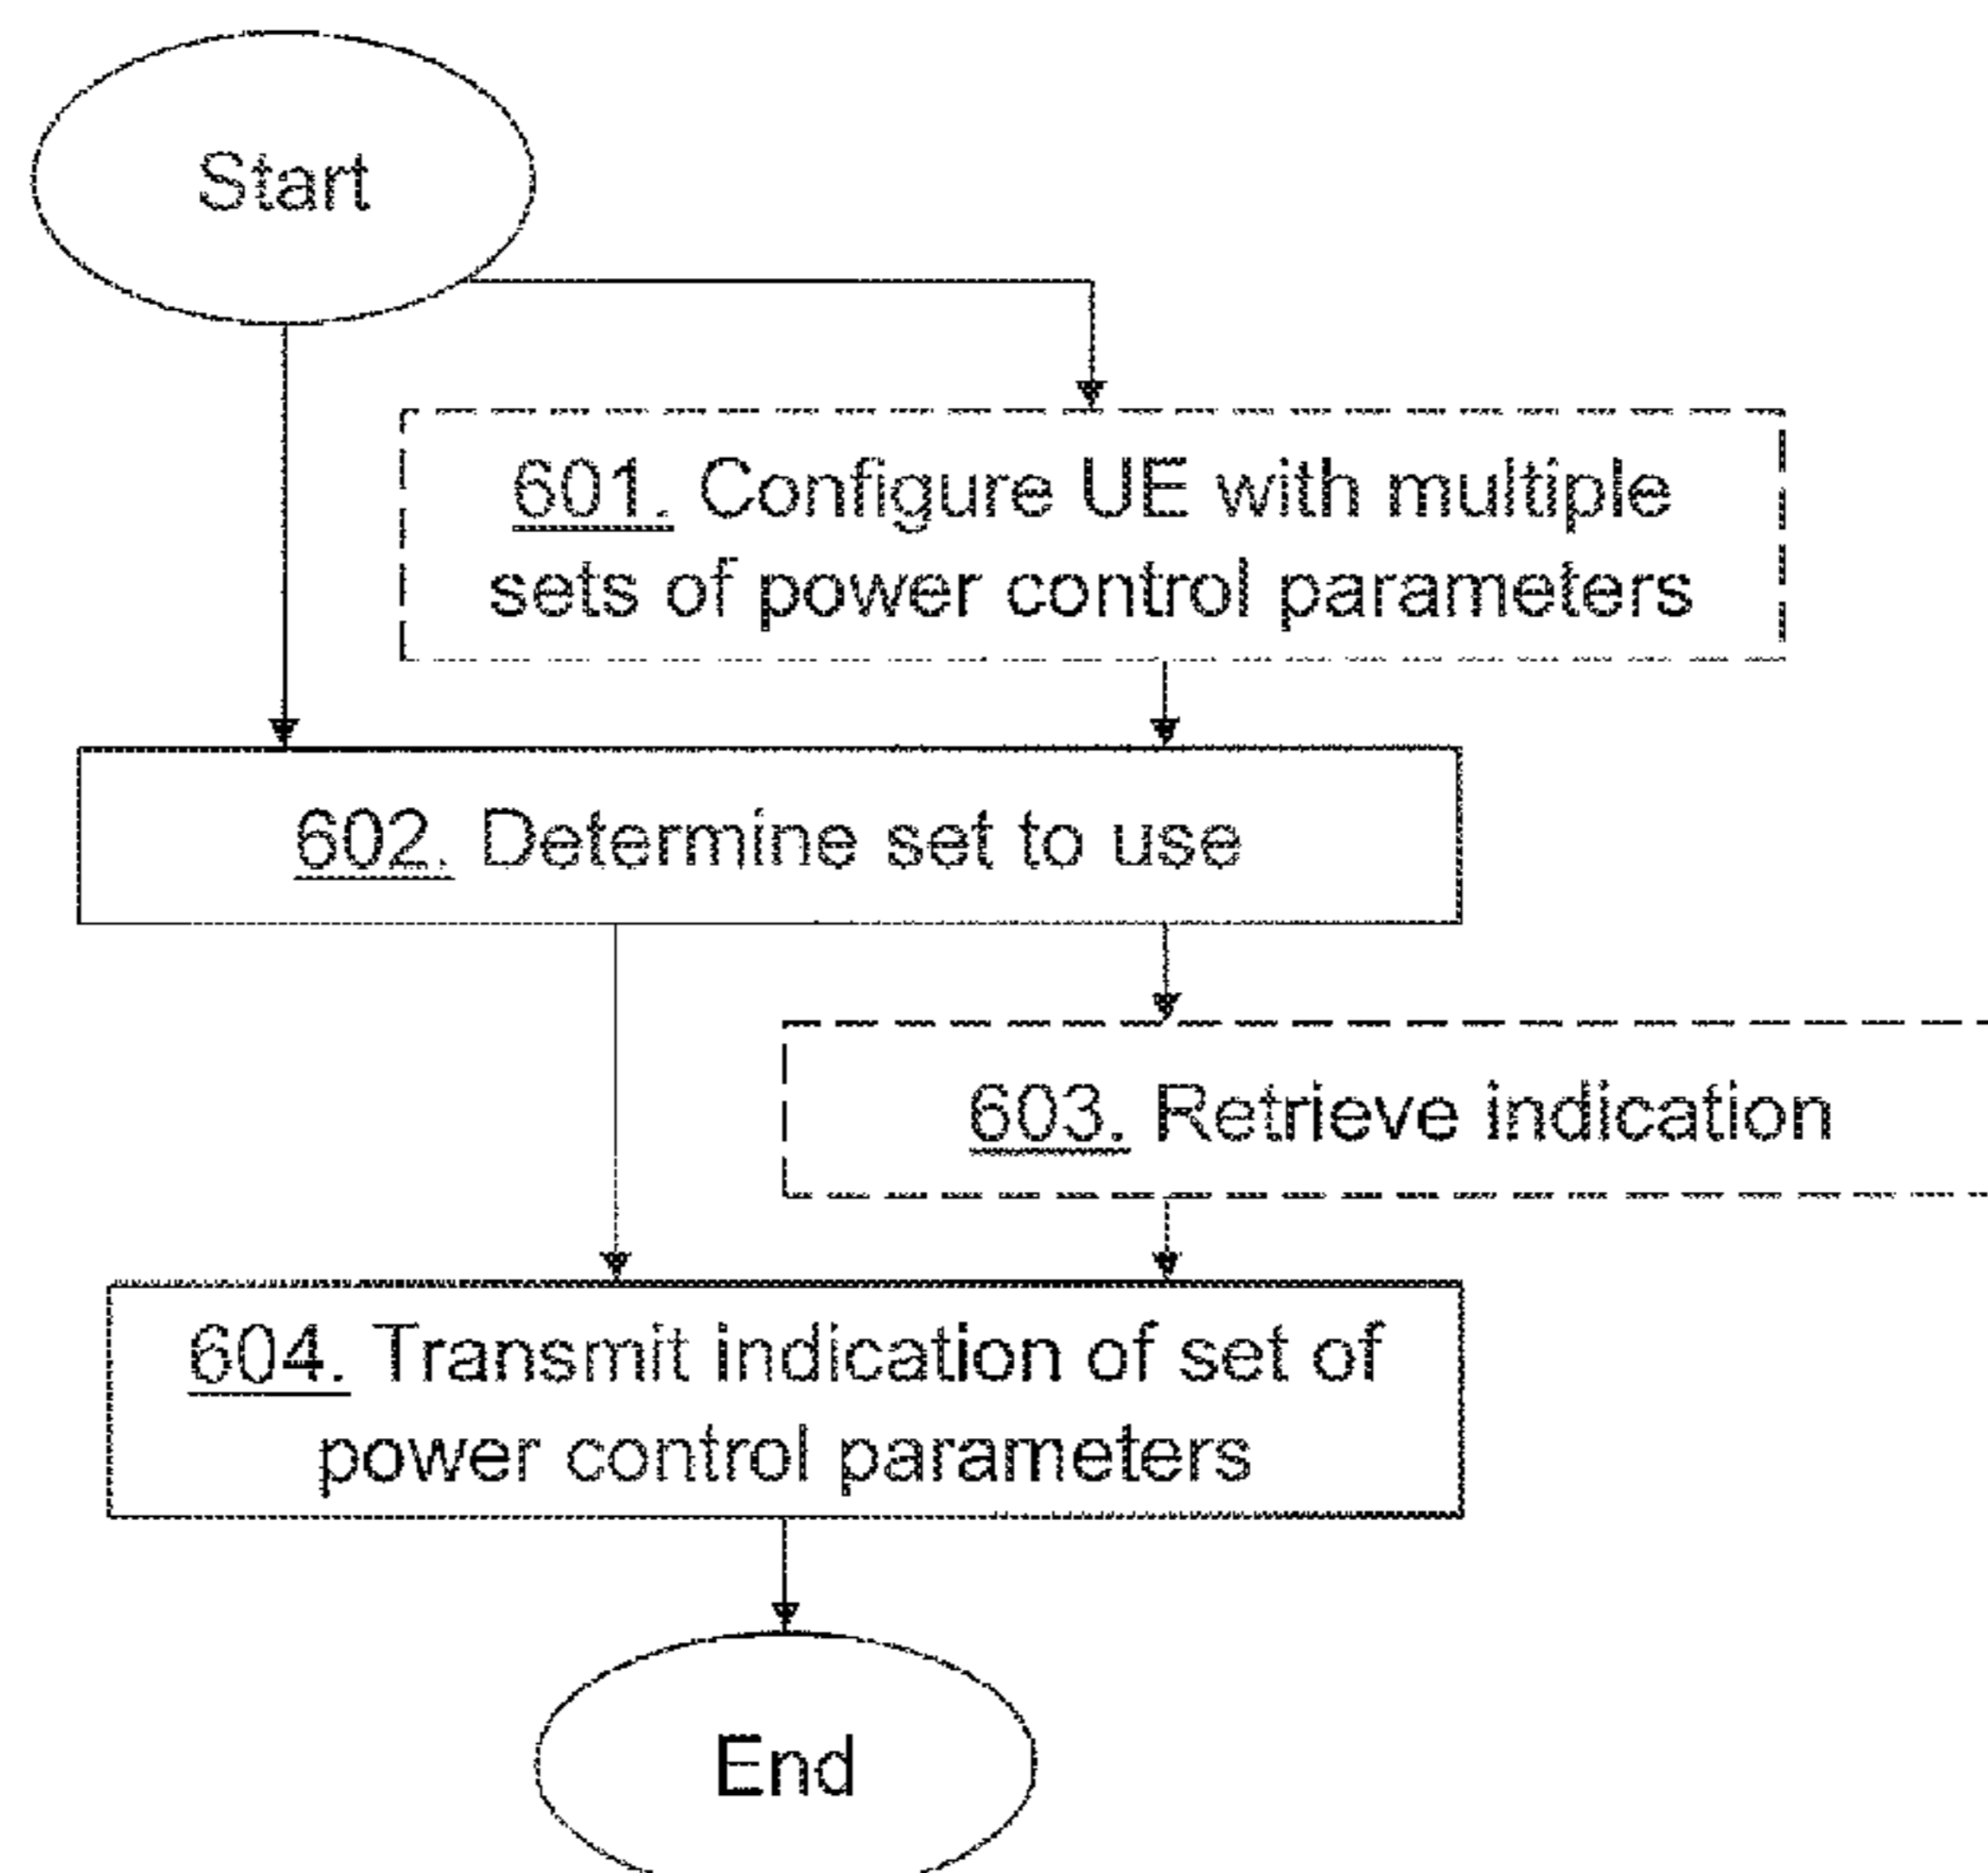 Start
601. Configure UE with multiple
sets of power control parameters
602. Determine set to use
603. Retrieve indication
604. Transmit indication of set of
power control parameters
End